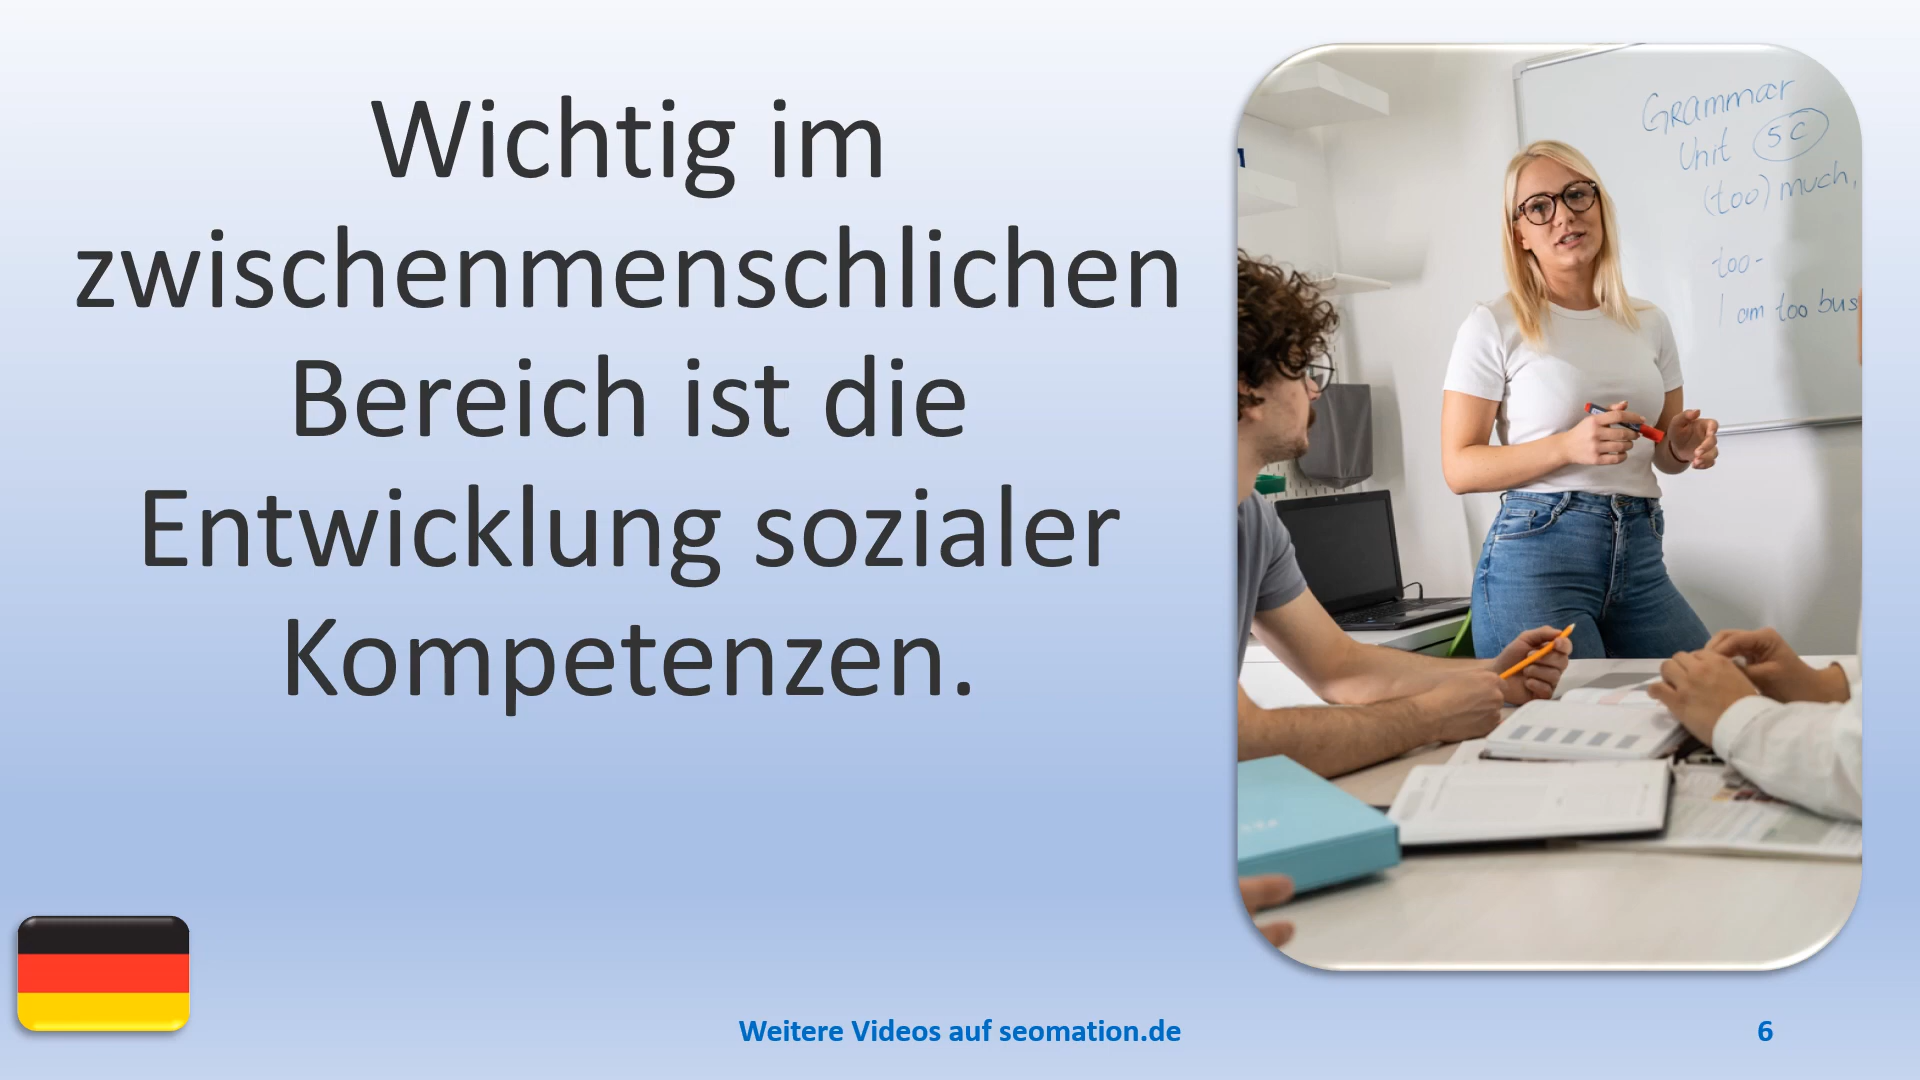 Wichtig im
zwischenmenschlichen
Bereich ist die
Entwicklung sozialer
Kompetenzen.
Grammar
Unit 5C
(too) much,
too-
I am too bus
Weitere Videos auf seomation.de
6